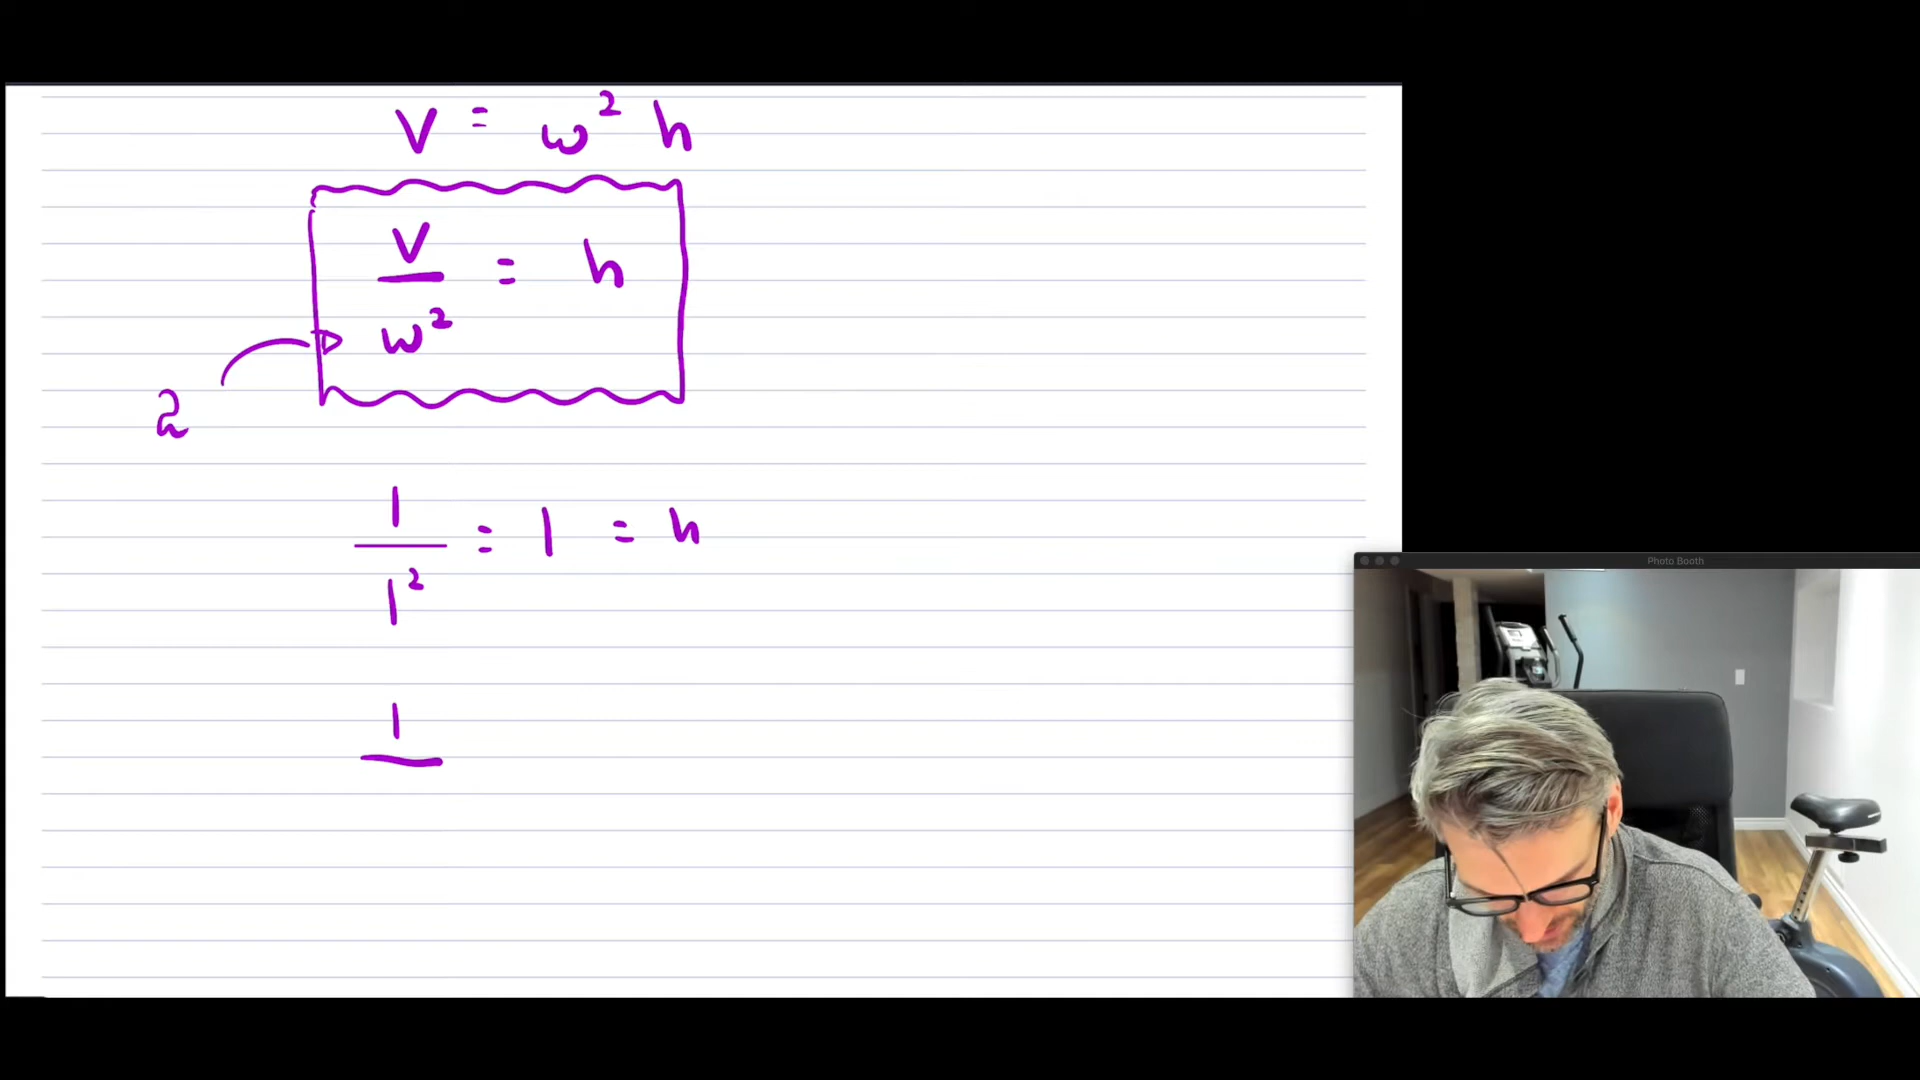 V = w² h
V/w² = h
2
1/1² = 1 = h
1/
Photo Booth